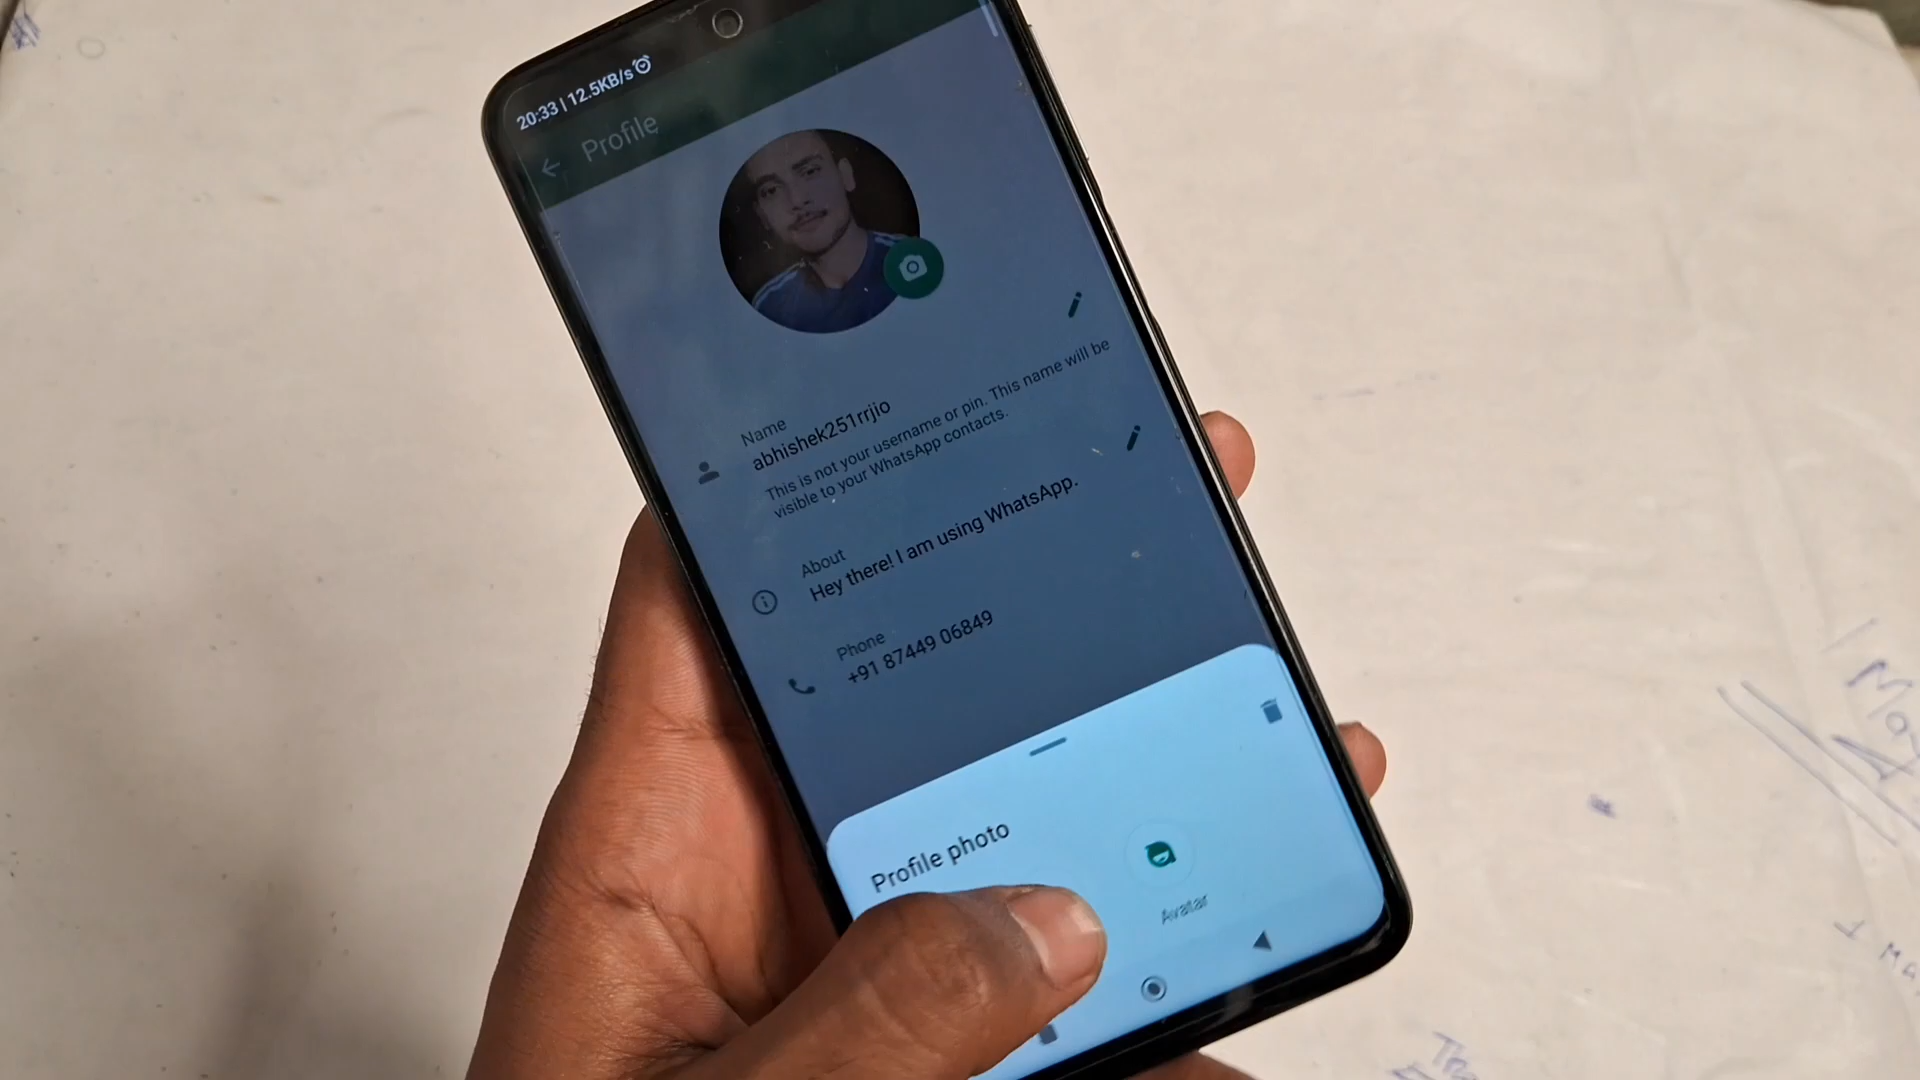 20:33 | 12.5KB/s
Profile
Name
abhishek251rrjio
This is not your username or pin. This name will be
visible to your WhatsApp contacts.
About
Hey there! I am using WhatsApp.
Phone
+91 87449 06849
Profile photo
Avatar